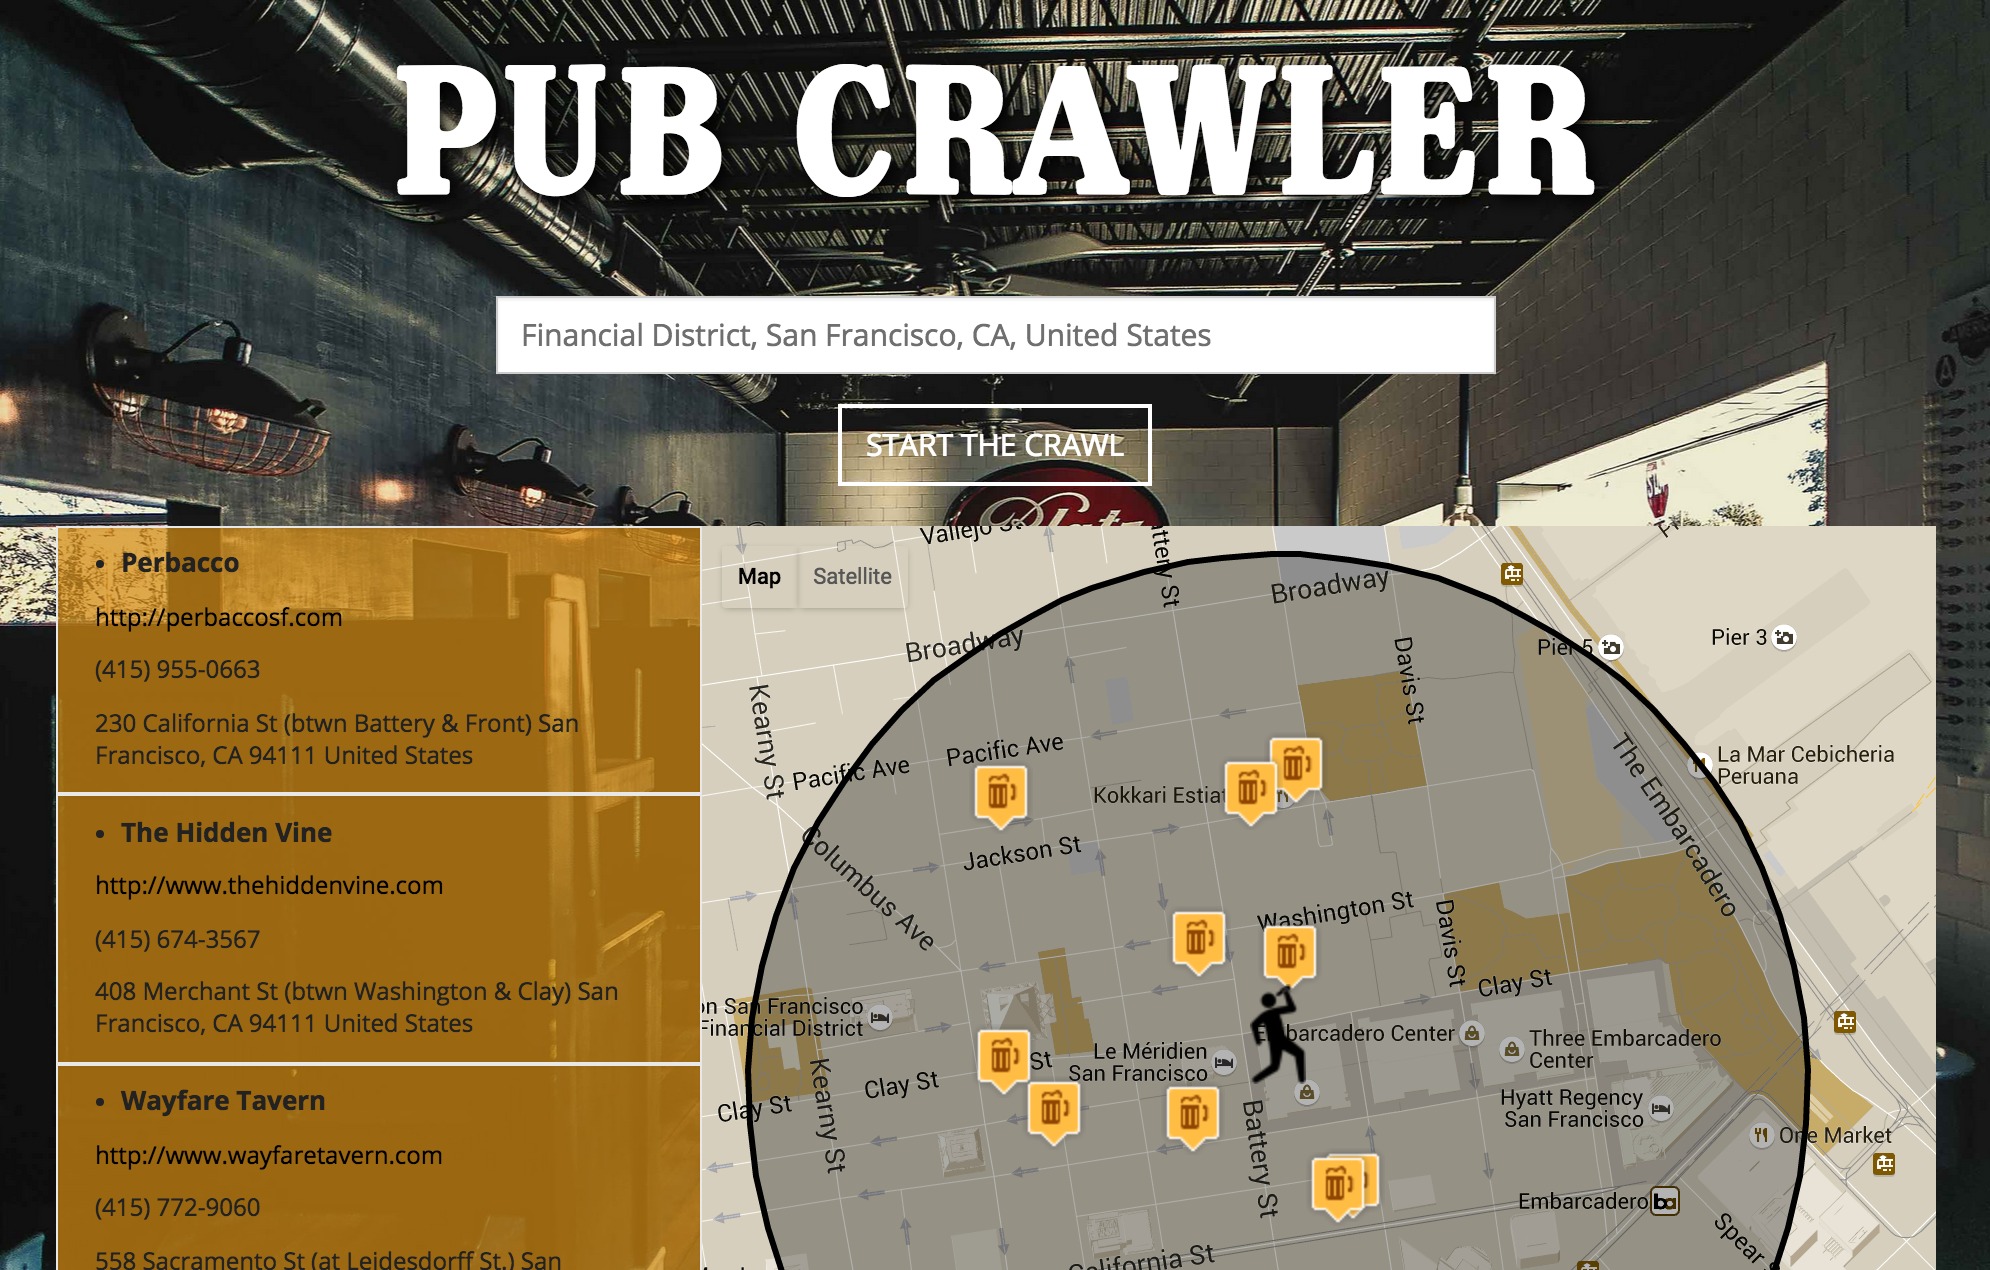 PUB CRAWLER
Financial District, San Francisco, CA, United States
START THE CRAWL
Perbacco
http://perbaccosf.com
(415) 955-0663
230 California St (btwn Battery & Front) San
Francisco, CA 94111 United States
The Hidden Vine
http://www.thehiddenvine.com
(415) 674-3567
408 Merchant St (btwn Washington & Clay) San
Francisco, CA 94111 United States
Wayfare Tavern
http://www.wayfaretavern.com
(415) 772-9060
558 Sacramento St (at Leidesdorff St.) San
Map
Satellite
Vallejo
Broadway
Broadway
Pier 5
Pier 3
Davis St
Kearny St
Pacific Ave
Pacific Ave
Kokkari
La Mar Cebicheria
Peruana
The Embarcadero
Jackson St
Columbus Ave
Washington St
Davis St
Clay St
San Francisco
Financial District
Embarcadero Center
Three Embarcadero
Center
Le Méridien
San Francisco
St
Clay St
Clay St
Kearny St
Battery St
Hyatt Regency
San Francisco
One Market
Embarcadero
ba
Spear
California St